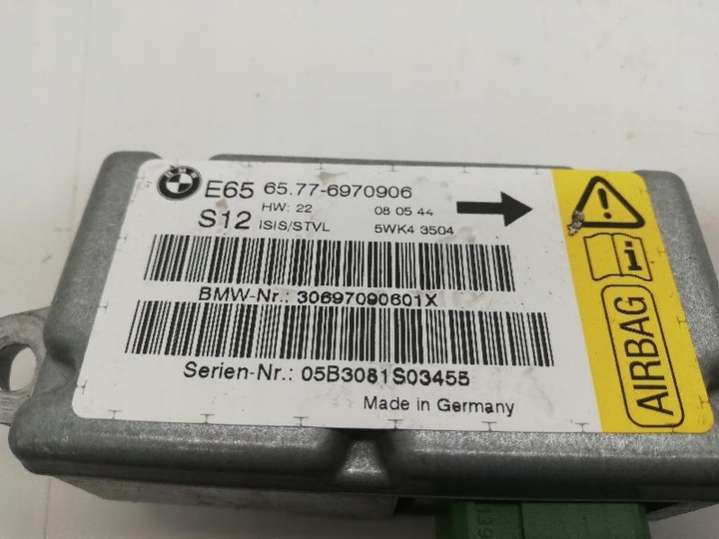 BMW
E65 65.77-6970906
S12 HW: 22 08 05 44
ISIS/STVL 5WK4 3504
BMW-Nr.: 30697090601X
Serien-Nr.: 05B3081S03455
Made in Germany
AIRBAG